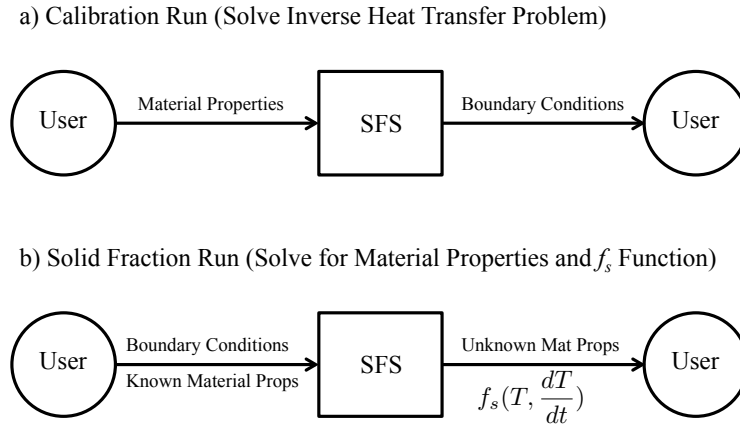 a) Calibration Run (Solve Inverse Heat Transfer Problem)
User
Material Properties
SFS
Boundary Conditions
User
b) Solid Fraction Run (Solve for Material Properties and f_s Function)
User
Boundary Conditions
Known Material Props
SFS
Unknown Mat Props
f_s(T, dT/dt)
User